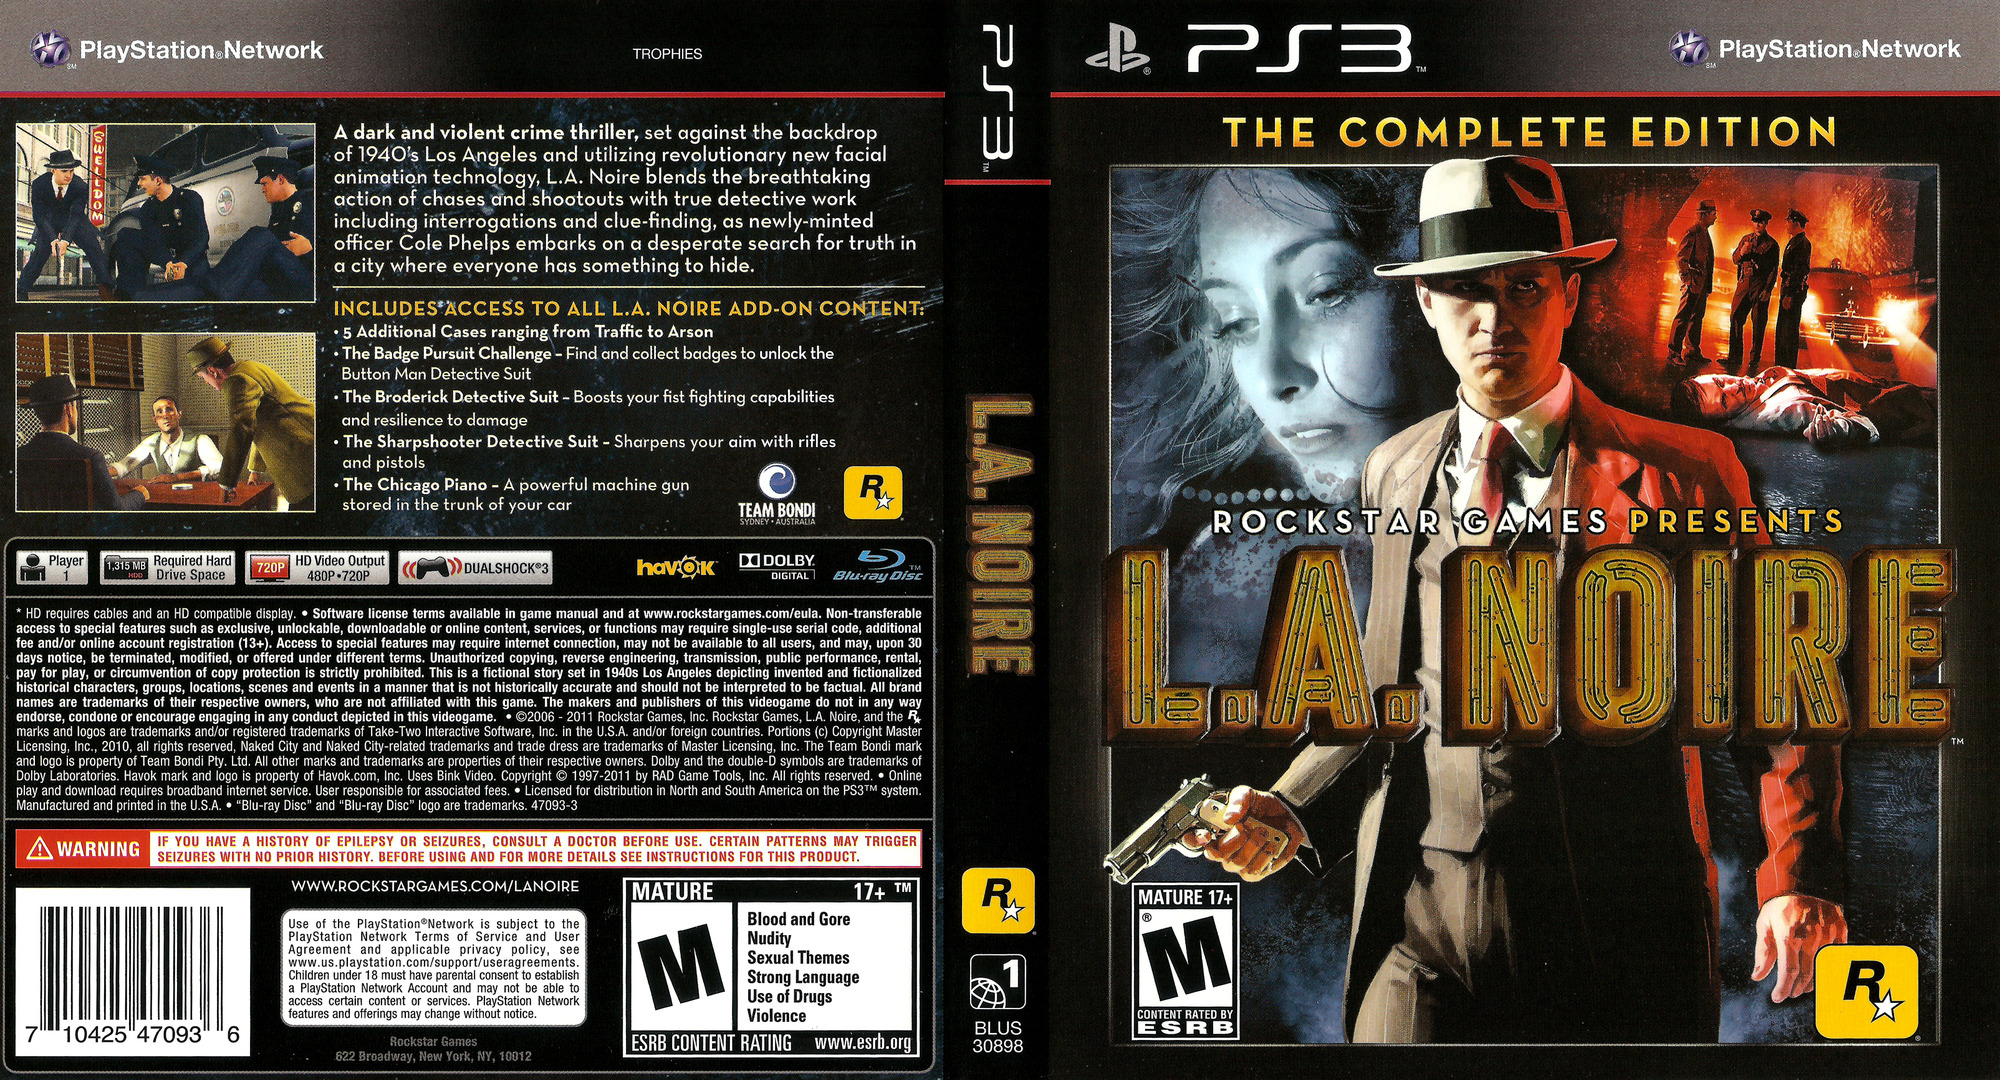 PlayStation®Network
SM
TROPHIES
SWELLDOM
A dark and violent crime thriller, set against the backdrop
of 1940's Los Angeles and utilizing revolutionary new facial
animation technology, L.A. Noire blends the breathtaking
action of chases and shootouts with true detective work
including interrogations and clue-finding, as newly-minted
officer Cole Phelps embarks on a desperate search for truth in
a city where everyone has something to hide.
INCLUDES ACCESS TO ALL L.A. NOIRE ADD-ON CONTENT:
• 5 Additional Cases ranging from Traffic to Arson
• The Badge Pursuit Challenge – Find and collect badges to unlock the
Button Man Detective Suit
• The Broderick Detective Suit – Boosts your fist fighting capabilities
and resilience to damage
• The Sharpshooter Detective Suit – Sharpens your aim with rifles
and pistols
• The Chicago Piano – A powerful machine gun
stored in the trunk of your car
TEAM BONDI
SYDNEY • AUSTRALIA
R
Player
1
1,315 MB
HDD
Required Hard
Drive Space
720P
HD Video Output
480P•720P
DUALSHOCK®3
havok
DOLBY
DIGITAL
Blu-ray Disc™
* HD requires cables and an HD compatible display. • Software license terms available in game manual and at www.rockstargames.com/eula. Non-transferable
access to special features such as exclusive, unlockable, downloadable or online content, services, or functions may require single-use serial code, additional
fee and/or online account registration (13+). Access to special features may require internet connection, may not be available to all users, and may, upon 30
days notice, be terminated, modified, or offered under different terms. Unauthorized copying, reverse engineering, transmission, public performance, rental,
pay for play, or circumvention of copy protection is strictly prohibited. This is a fictional story set in 1940s Los Angeles depicting invented and fictionalized
historical characters, groups, locations, scenes and events in a manner that is not historically accurate and should not be interpreted to be factual. All brand
names are trademarks of their respective owners, who are not affiliated with this game. The makers and publishers of this videogame do not in any way
endorse, condone or encourage engaging in any conduct depicted in this videogame. • ©2006 - 2011 Rockstar Games, Inc. Rockstar Games, L.A. Noire, and the R
marks and logos are trademarks and/or registered trademarks of Take-Two Interactive Software, Inc. in the U.S.A. and/or foreign countries. Portions (c) Copyright Master
Licensing, Inc., 2010, all rights reserved, Naked City and Naked City-related trademarks and trade dress are trademarks of Master Licensing, Inc. The Team Bondi mark
and logo is property of Team Bondi Pty. Ltd. All other marks and trademarks are properties of their respective owners. Dolby and the double-D symbols are trademarks of
Dolby Laboratories. Havok mark and logo is property of Havok.com, Inc. Uses Bink Video. Copyright © 1997-2011 by RAD Game Tools, Inc. All rights reserved. • Online
play and download requires broadband internet service. User responsible for associated fees. • Licensed for distribution in North and South America on the PS3™ system.
Manufactured and printed in the U.S.A. • “Blu-ray Disc” and “Blu-ray Disc” logo are trademarks. 47093-3
WARNING
IF YOU HAVE A HISTORY OF EPILEPSY OR SEIZURES, CONSULT A DOCTOR BEFORE USE. CERTAIN PATTERNS MAY TRIGGER
SEIZURES WITH NO PRIOR HISTORY. BEFORE USING AND FOR MORE DETAILS SEE INSTRUCTIONS FOR THIS PRODUCT.
7 10425 47093 6
WWW.ROCKSTARGAMES.COM/LANOIRE
Use of the PlayStation®Network is subject to the
PlayStation Network Terms of Service and User
Agreement and applicable privacy policy, see
www.us.playstation.com/support/useragreements.
Children under 18 must have parental consent to establish
a PlayStation Network Account and may not be able to
access certain content or services. PlayStation Network
features and offerings may change without notice.
Rockstar Games
622 Broadway, New York, NY, 10012
MATURE 17+ ™
M
Blood and Gore
Nudity
Sexual Themes
Strong Language
Use of Drugs
Violence
ESRB CONTENT RATING www.esrb.org
PS3™
L.A. NOIRE
R
1
BLUS
30898
PS3™
PlayStation®Network
SM
THE COMPLETE EDITION
ROCKSTAR GAMES PRESENTS
L.A. NOIRE™
MATURE 17+
M
CONTENT RATED BY
ESRB
R